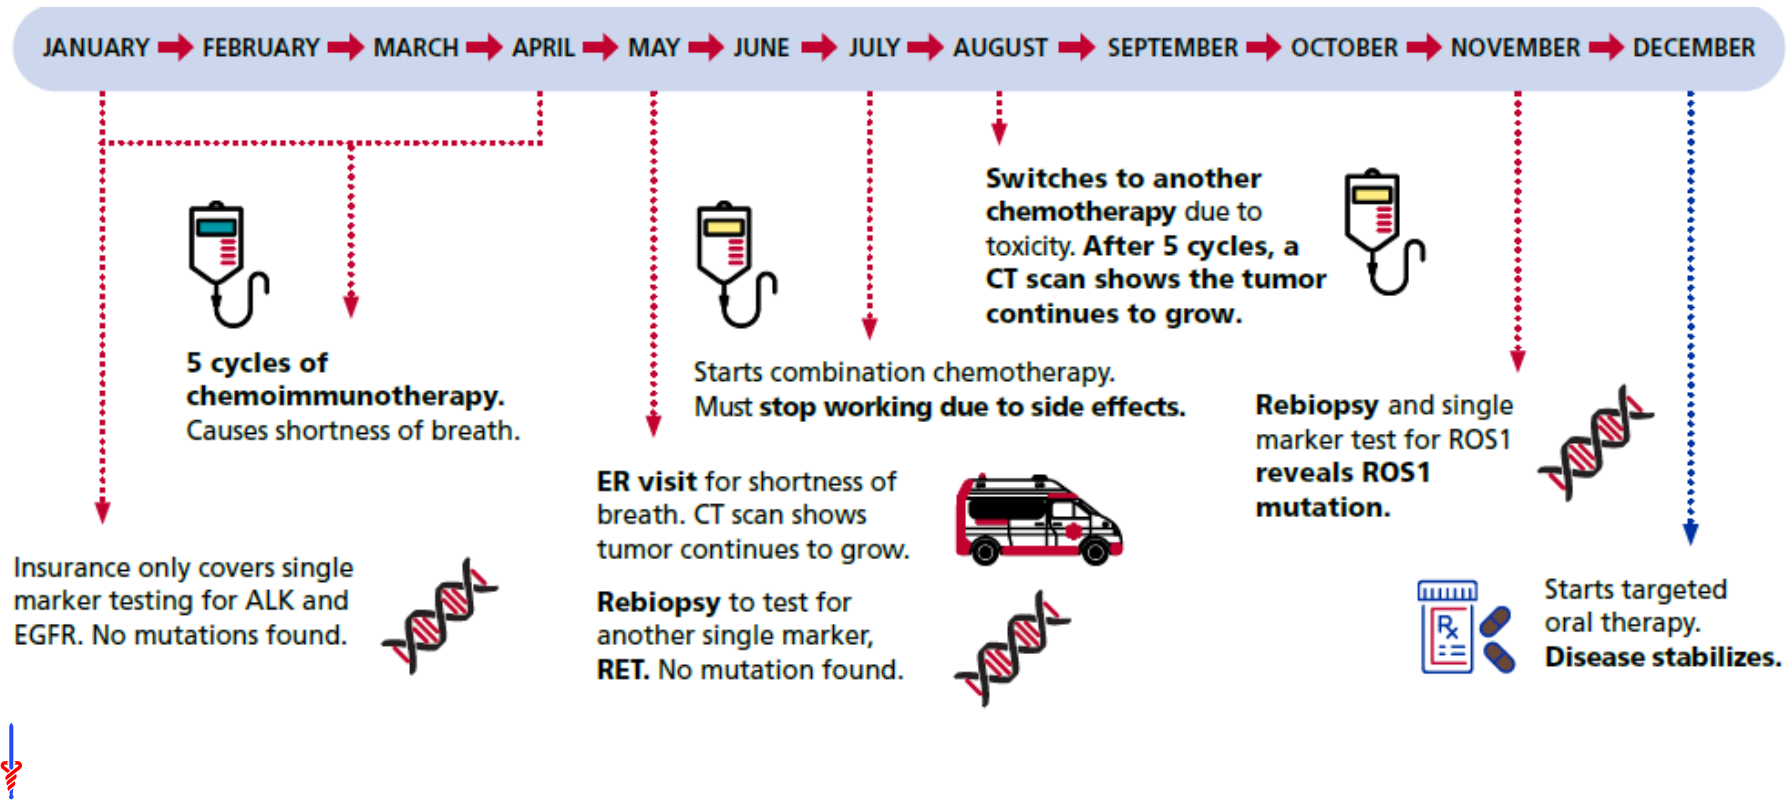 JANUARY FEBRUARY MARCH APRIL MAY JUNE JULY AUGUST SEPTEMBER OCTOBER NOVEMBER DECEMBER
Insurance only covers single
marker testing for ALK and
EGFR. No mutations found.
5 cycles of
chemoimmunotherapy.
Causes shortness of breath.
ER visit for shortness of
breath. CT scan shows
tumor continues to grow.
Rebiopsy to test for
another single marker,
RET. No mutation found.
Starts combination chemotherapy.
Must stop working due to side effects.
Switches to another
chemotherapy due to
toxicity. After 5 cycles, a
CT scan shows the tumor
continues to grow.
Rebiopsy and single
marker test for ROS1
reveals ROS1
mutation.
Rx
Starts targeted
oral therapy.
Disease stabilizes.